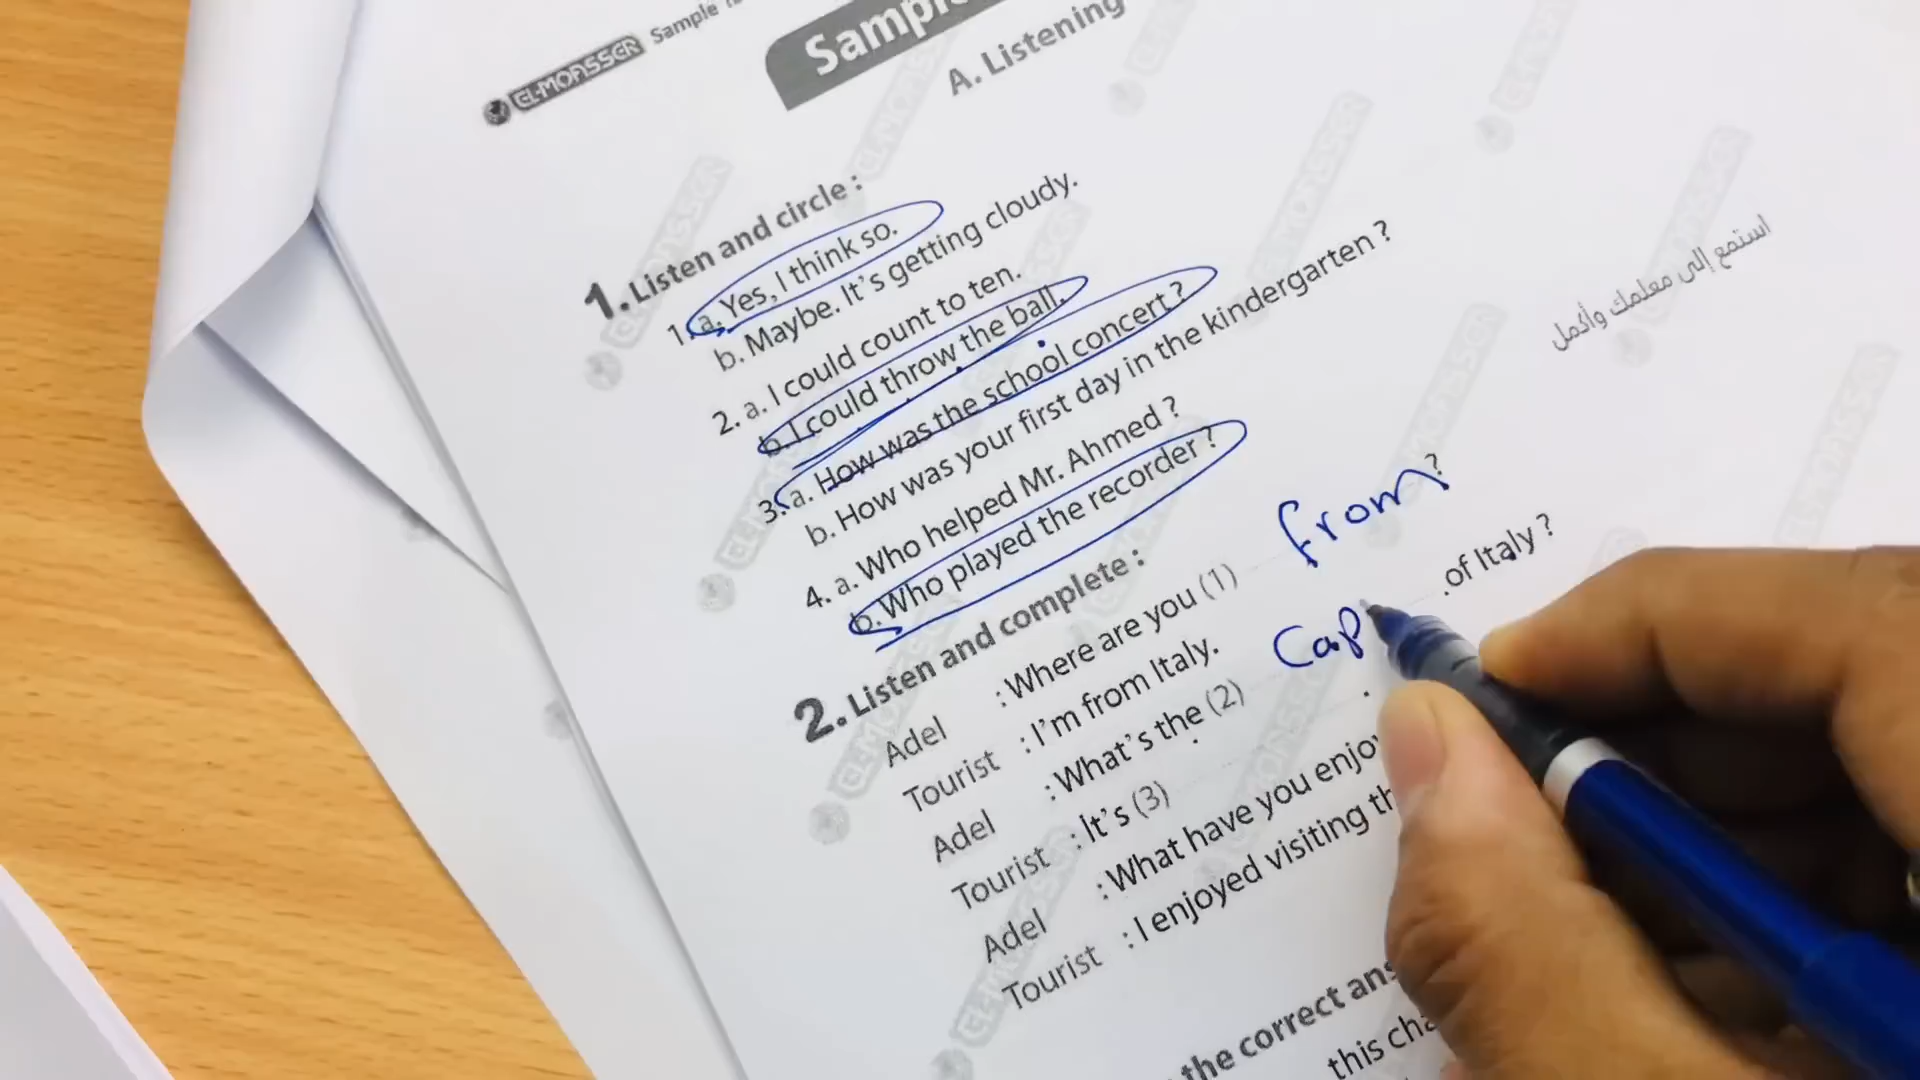 EL-MOASSER Sample
Sample
A. Listening
1. Listen and circle :
1. a. Yes, I think so.
b. Maybe. It's getting cloudy.
2. a. I could count to ten.
b. I could throw the ball.
3. a. How was the school concert ?
b. How was your first day in the kindergarten ?
4. a. Who helped Mr. Ahmed ?
b. Who played the recorder ?
2. Listen and complete :
استمع إلى معلمك وأكمل
Adel : Where are you (1) from ?
Tourist : I'm from Italy.
Adel : What's the (2) Cap of Italy ?
Tourist : It's (3) .
Adel : What have you enjoy
Tourist : I enjoyed visiting th
the correct ans
this cha